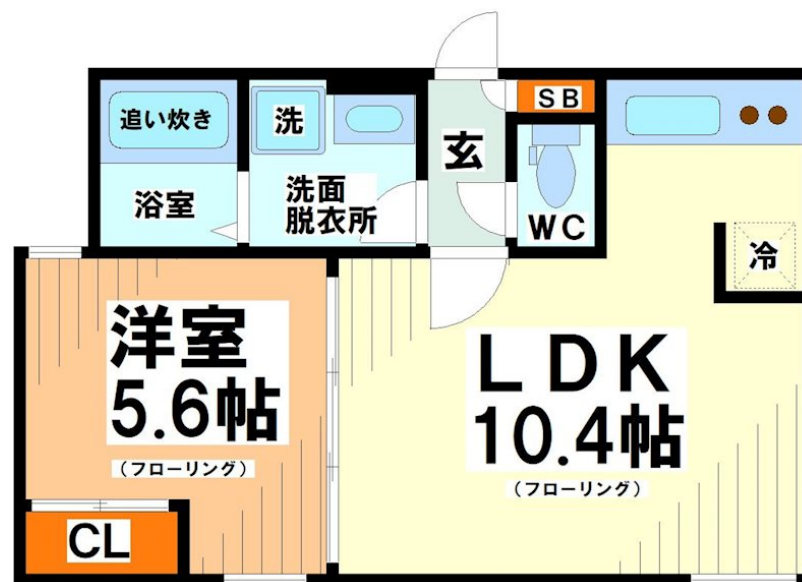 追い炊き
浴室
洗
洗面
脱衣所
玄
SB
WC
冷
洋室
5.6帖
(フローリング)
CL
LDK
10.4帖
(フローリング)